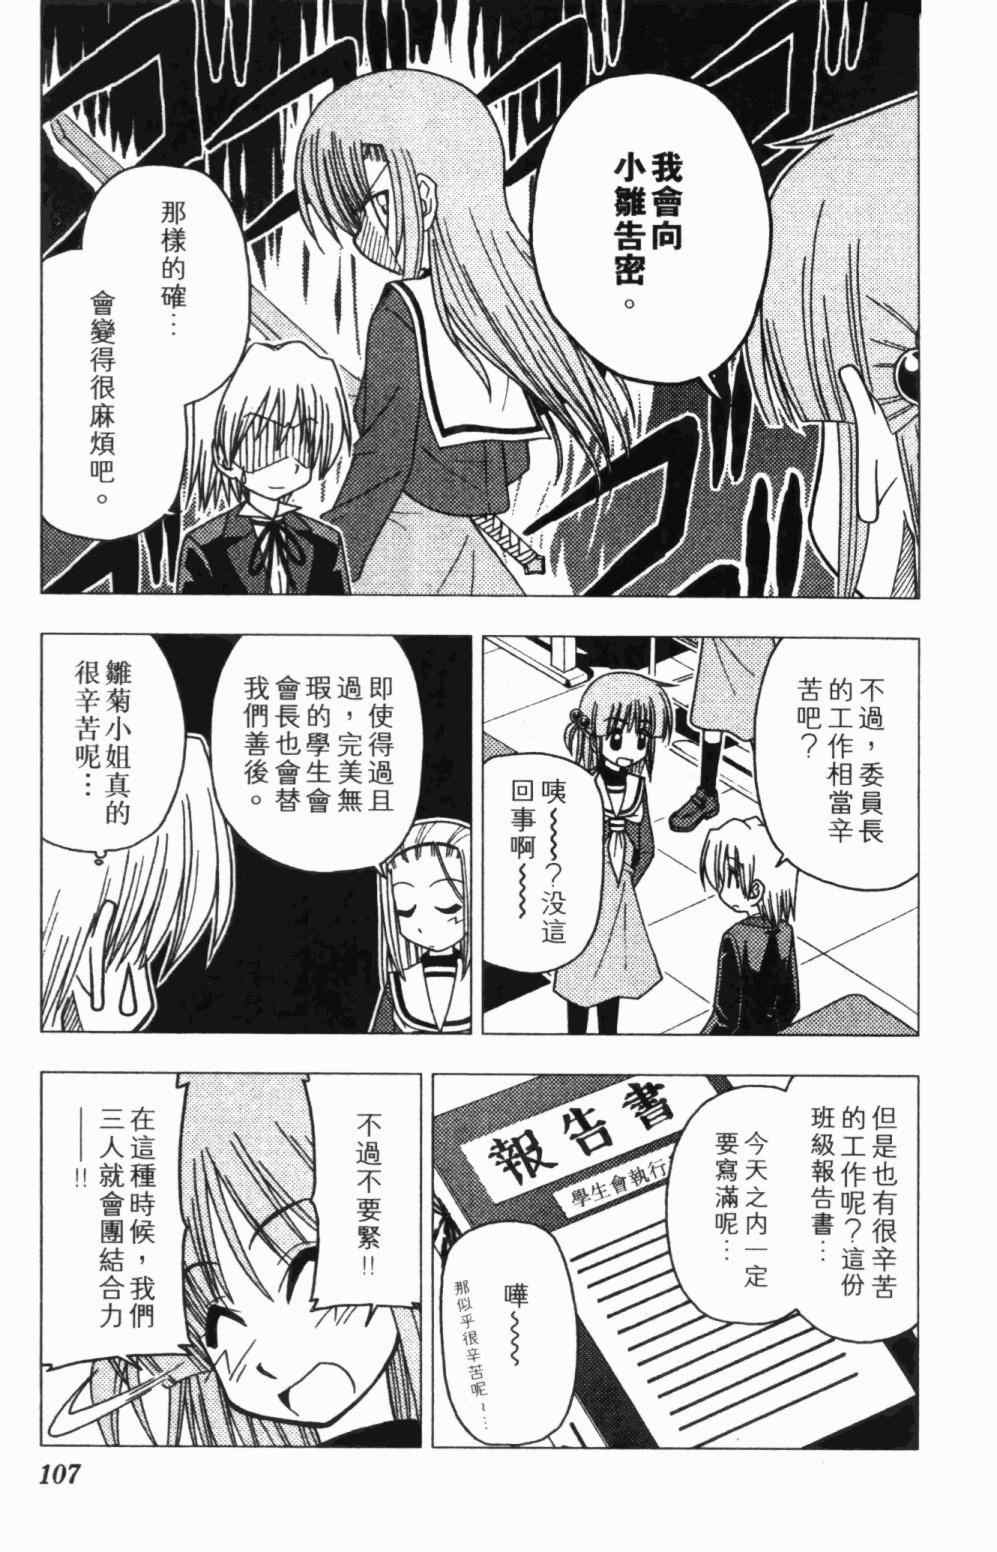 我會向
小雛告密。
那樣的確…
會變得很麻煩吧。
不過，委員長
的工作相當辛
苦吧？
咦～～？没這
回事啊～～
即使得過且
過，完美無
瑕的學生會
會長也會替
我們善後。
雛菊小姐真的
很辛苦呢…
但是也有很辛苦
的工作呢？這份
班級報告書…
今天之内一定
要寫滿呢…
報告書
學生會執行
嘩～～
那似乎很辛苦呢～…
不過不要緊!!
在這種時候，我們
三人就會團結合力
——!!
107